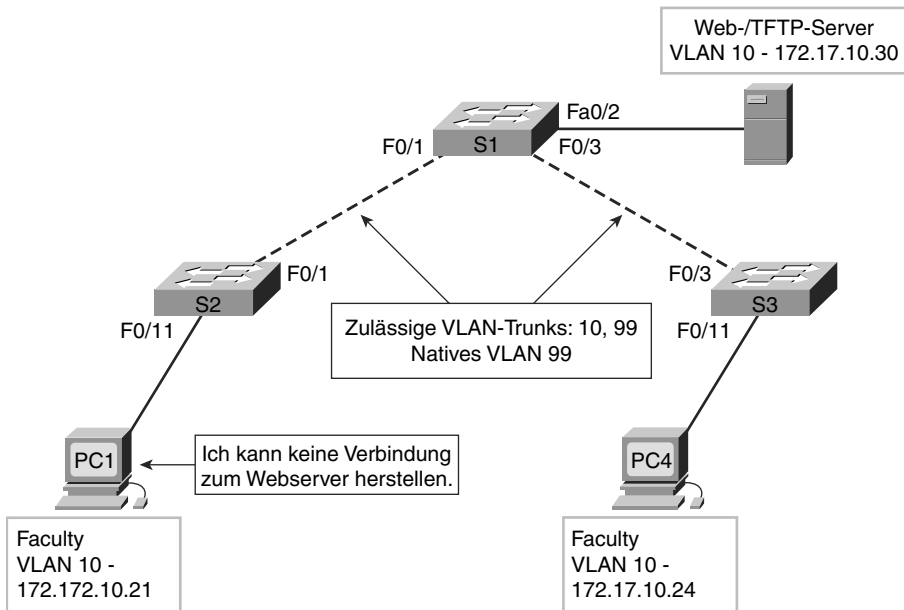 Web-/TFTP-Server
VLAN 10 - 172.17.10.30
Fa0/2
S1
F0/1
F0/3
F0/1
F0/3
S2
S3
F0/11
F0/11
Zulässige VLAN-Trunks: 10, 99
Natives VLAN 99
PC1
Ich kann keine Verbindung
zum Webserver herstellen.
PC4
Faculty
VLAN 10 -
172.172.10.21
Faculty
VLAN 10 -
172.17.10.24